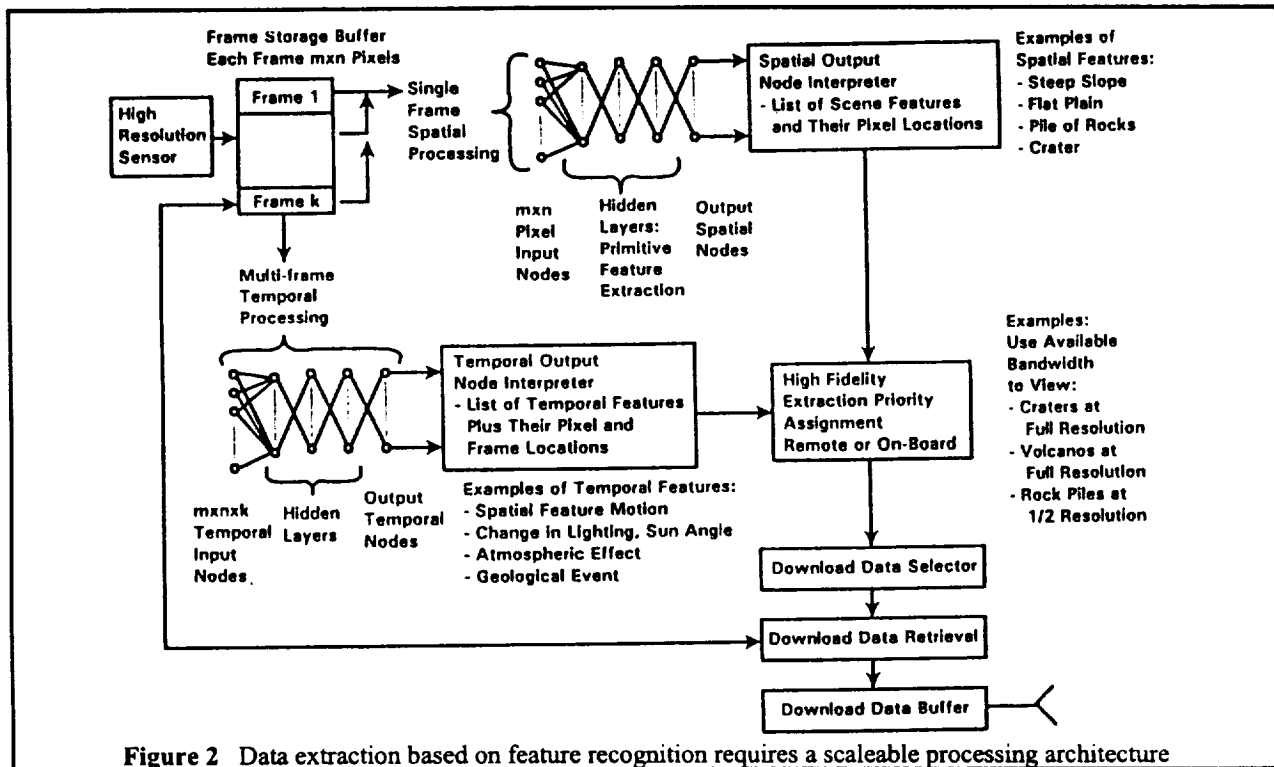 Frame Storage Buffer
Each Frame mxn Pixels
High
Resolution
Sensor
Frame 1
Frame k
Single
Frame
Spatial
Processing
mxn
Pixel
Input
Nodes
Hidden
Layers:
Primitive
Feature
Extraction
Output
Spatial
Nodes
Spatial Output
Node Interpreter
- List of Scene Features
and Their Pixel Locations
Examples of
Spatial Features:
- Steep Slope
- Flat Plain
- Pile of Rocks
- Crater
Multi-frame
Temporal
Processing
mxnxk
Temporal
Input
Nodes.
Hidden
Layers
Output
Temporal
Nodes
Temporal Output
Node Interpreter
- List of Temporal Features
Plus Their Pixel and
Frame Locations
Examples of Temporal Features:
- Spatial Feature Motion
- Change in Lighting, Sun Angle
- Atmospheric Effect
- Geological Event
High Fidelity
Extraction Priority
Assignment
Remote or On-Board
Examples:
Use Available
Bandwidth
to View:
- Craters at
Full Resolution
- Volcanos at
Full Resolution
- Rock Piles at
1/2 Resolution
Download Data Selector
Download Data Retrieval
Download Data Buffer
Figure 2 Data extraction based on feature recognition requires a scaleable processing architecture